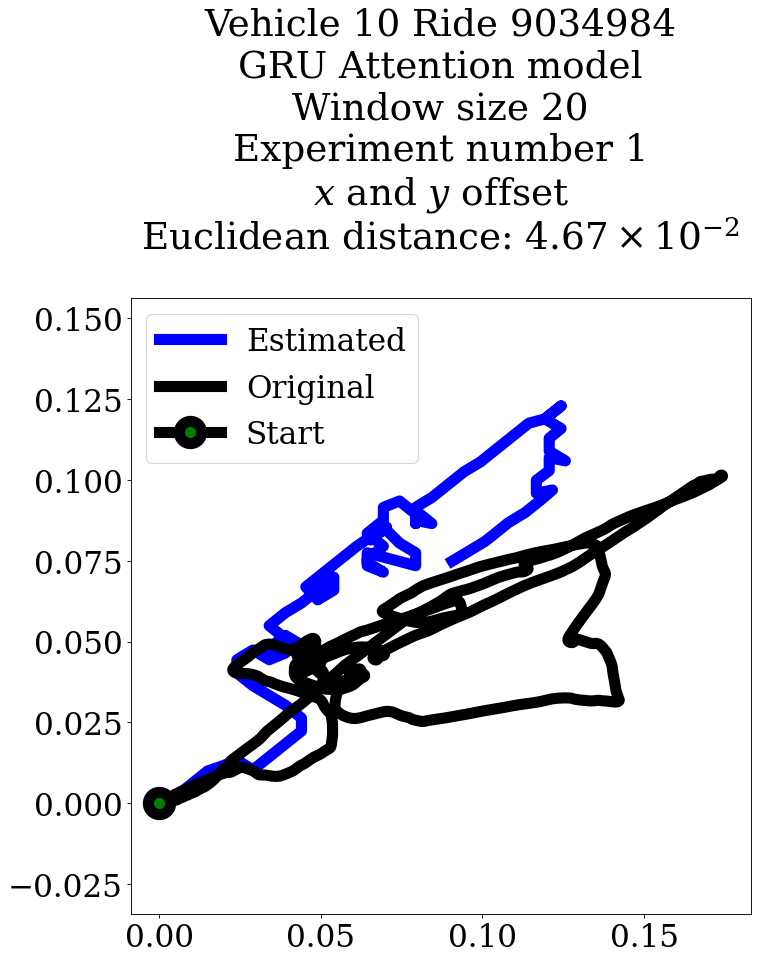 Vehicle 10 Ride 9034984
GRU Attention model
Window size 20
Experiment number 1
x and y offset
Euclidean distance: 4.67 × 10⁻²
0.150
0.125
0.100
0.075
0.050
0.025
0.000
−0.025
Estimated
Original
Start
0.00 0.05 0.10 0.15